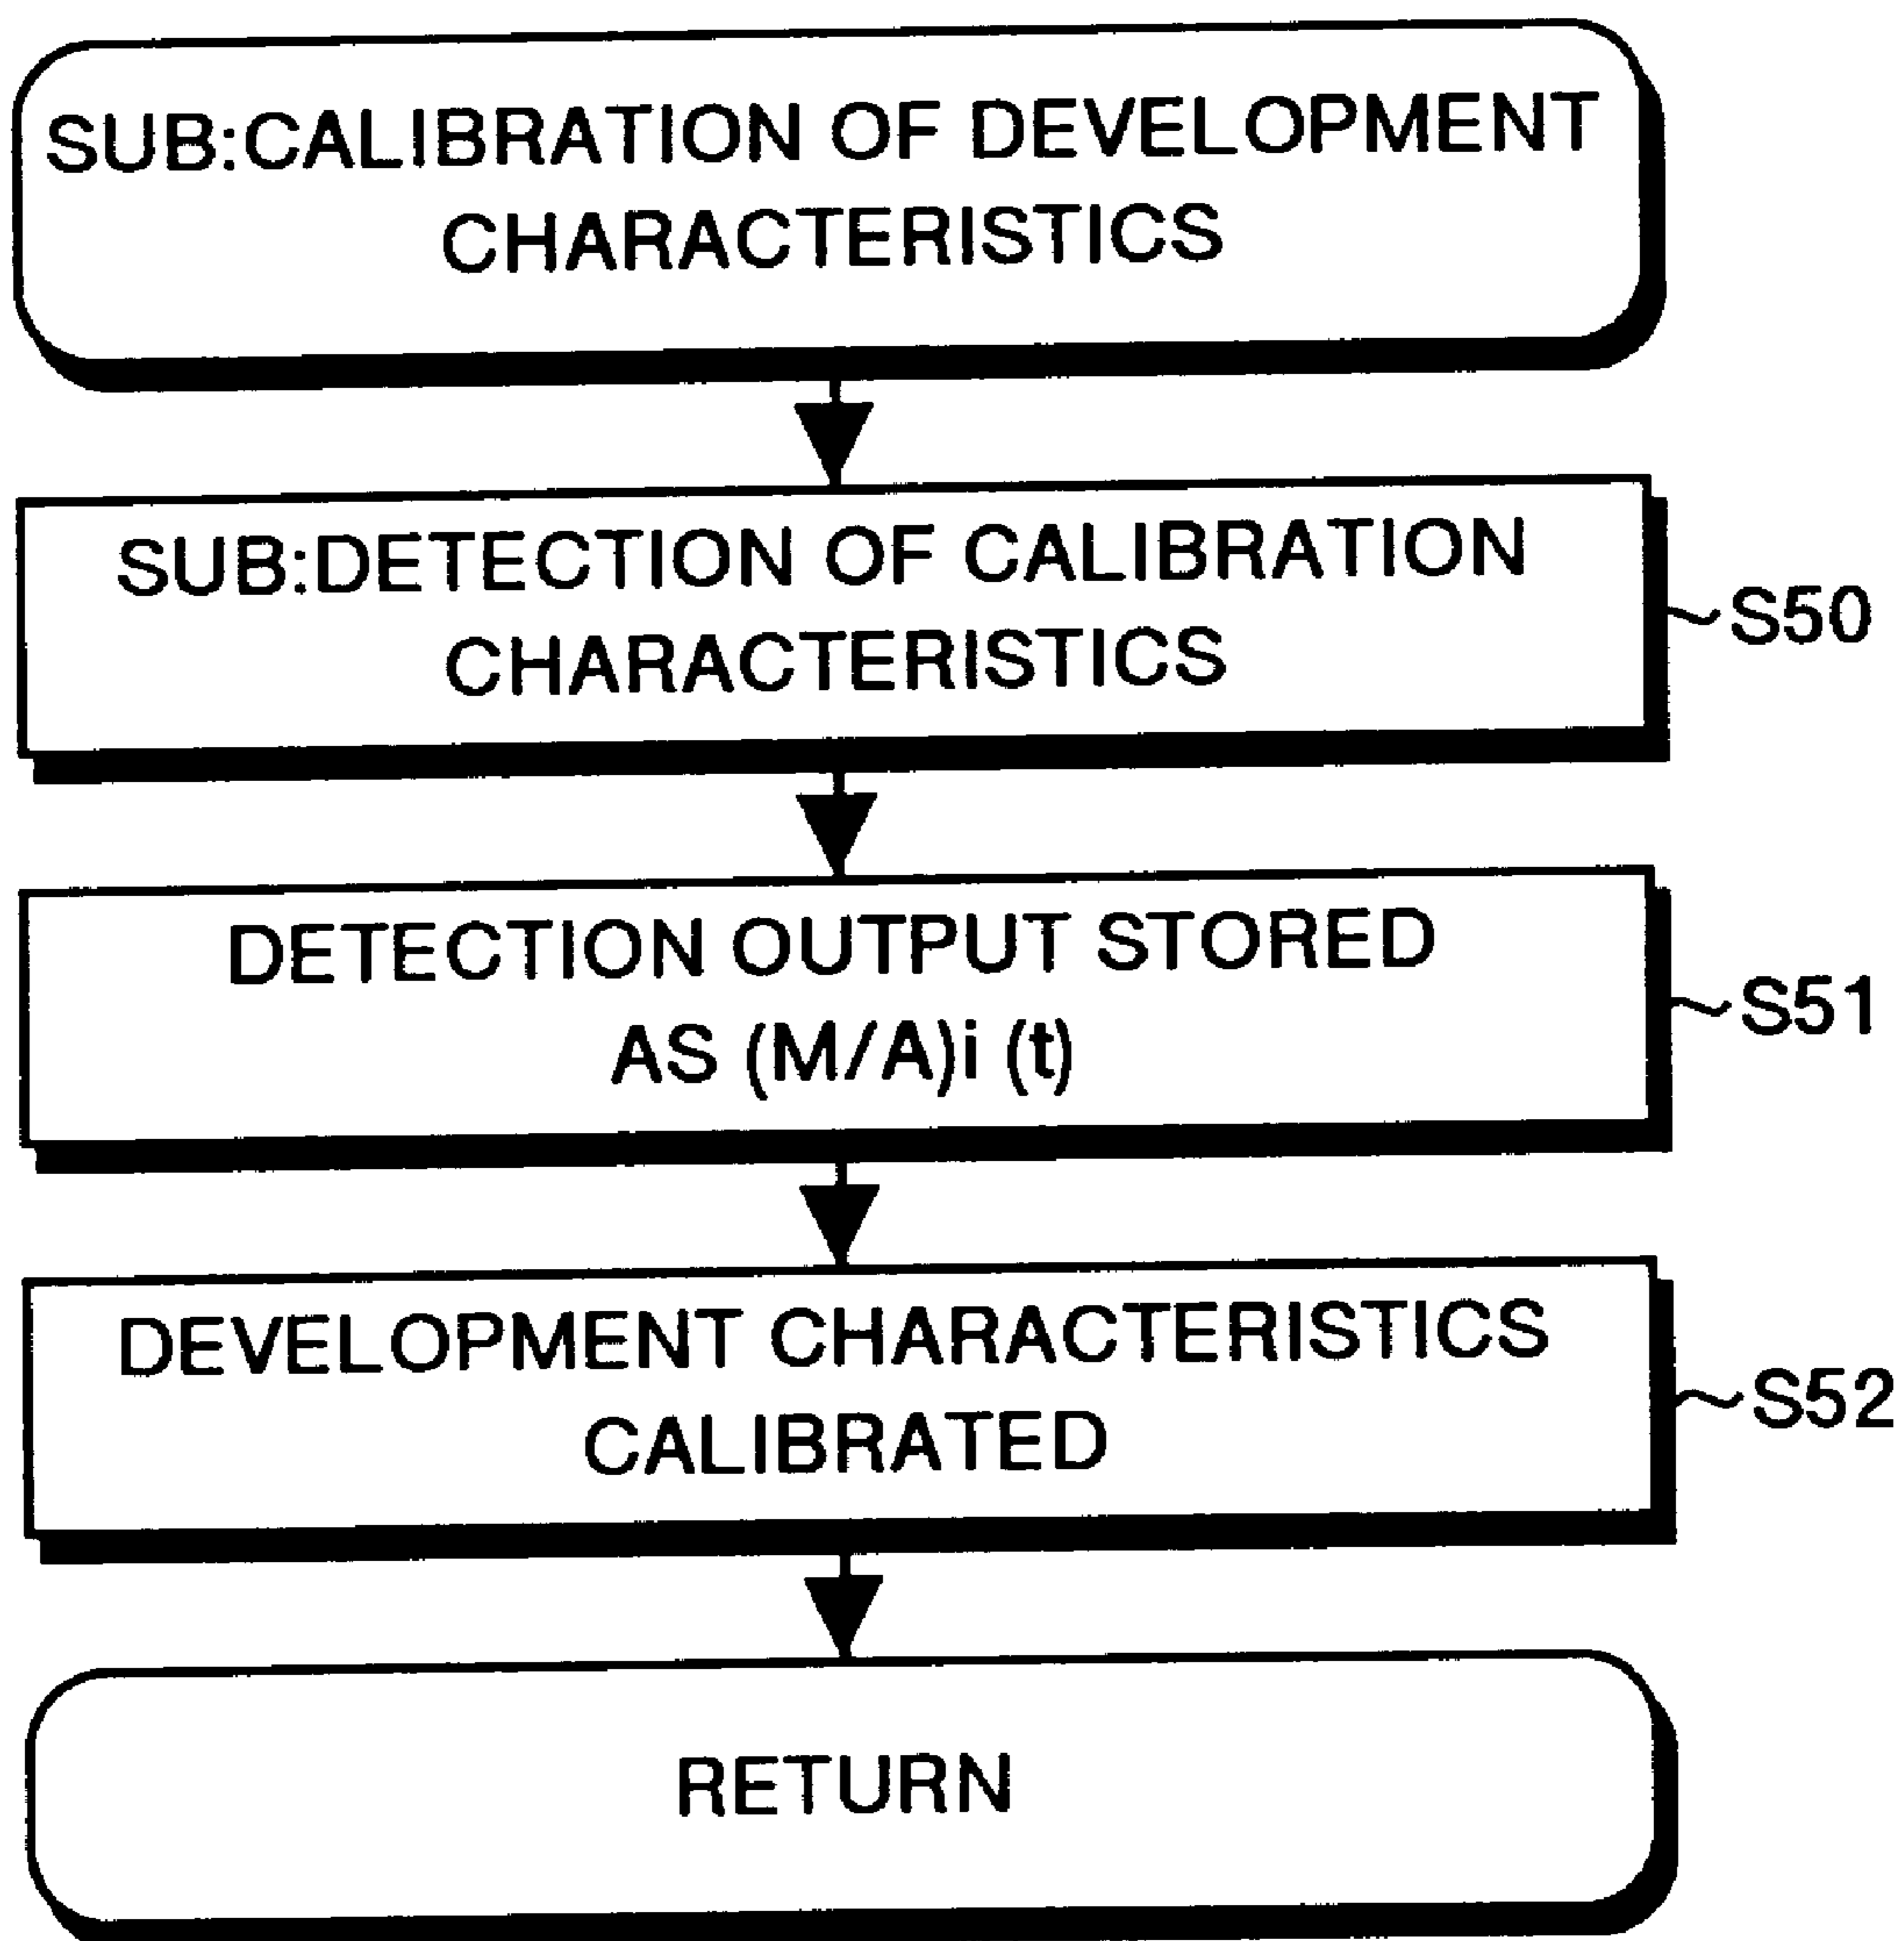 SUB:CALIBRATION OF DEVELOPMENT
CHARACTERISTICS
SUB:DETECTION OF CALIBRATION
CHARACTERISTICS
S50
DETECTION OUTPUT STORED
AS (M/A)i (t)
S51
DEVELOPMENT CHARACTERISTICS
CALIBRATED
S52
RETURN